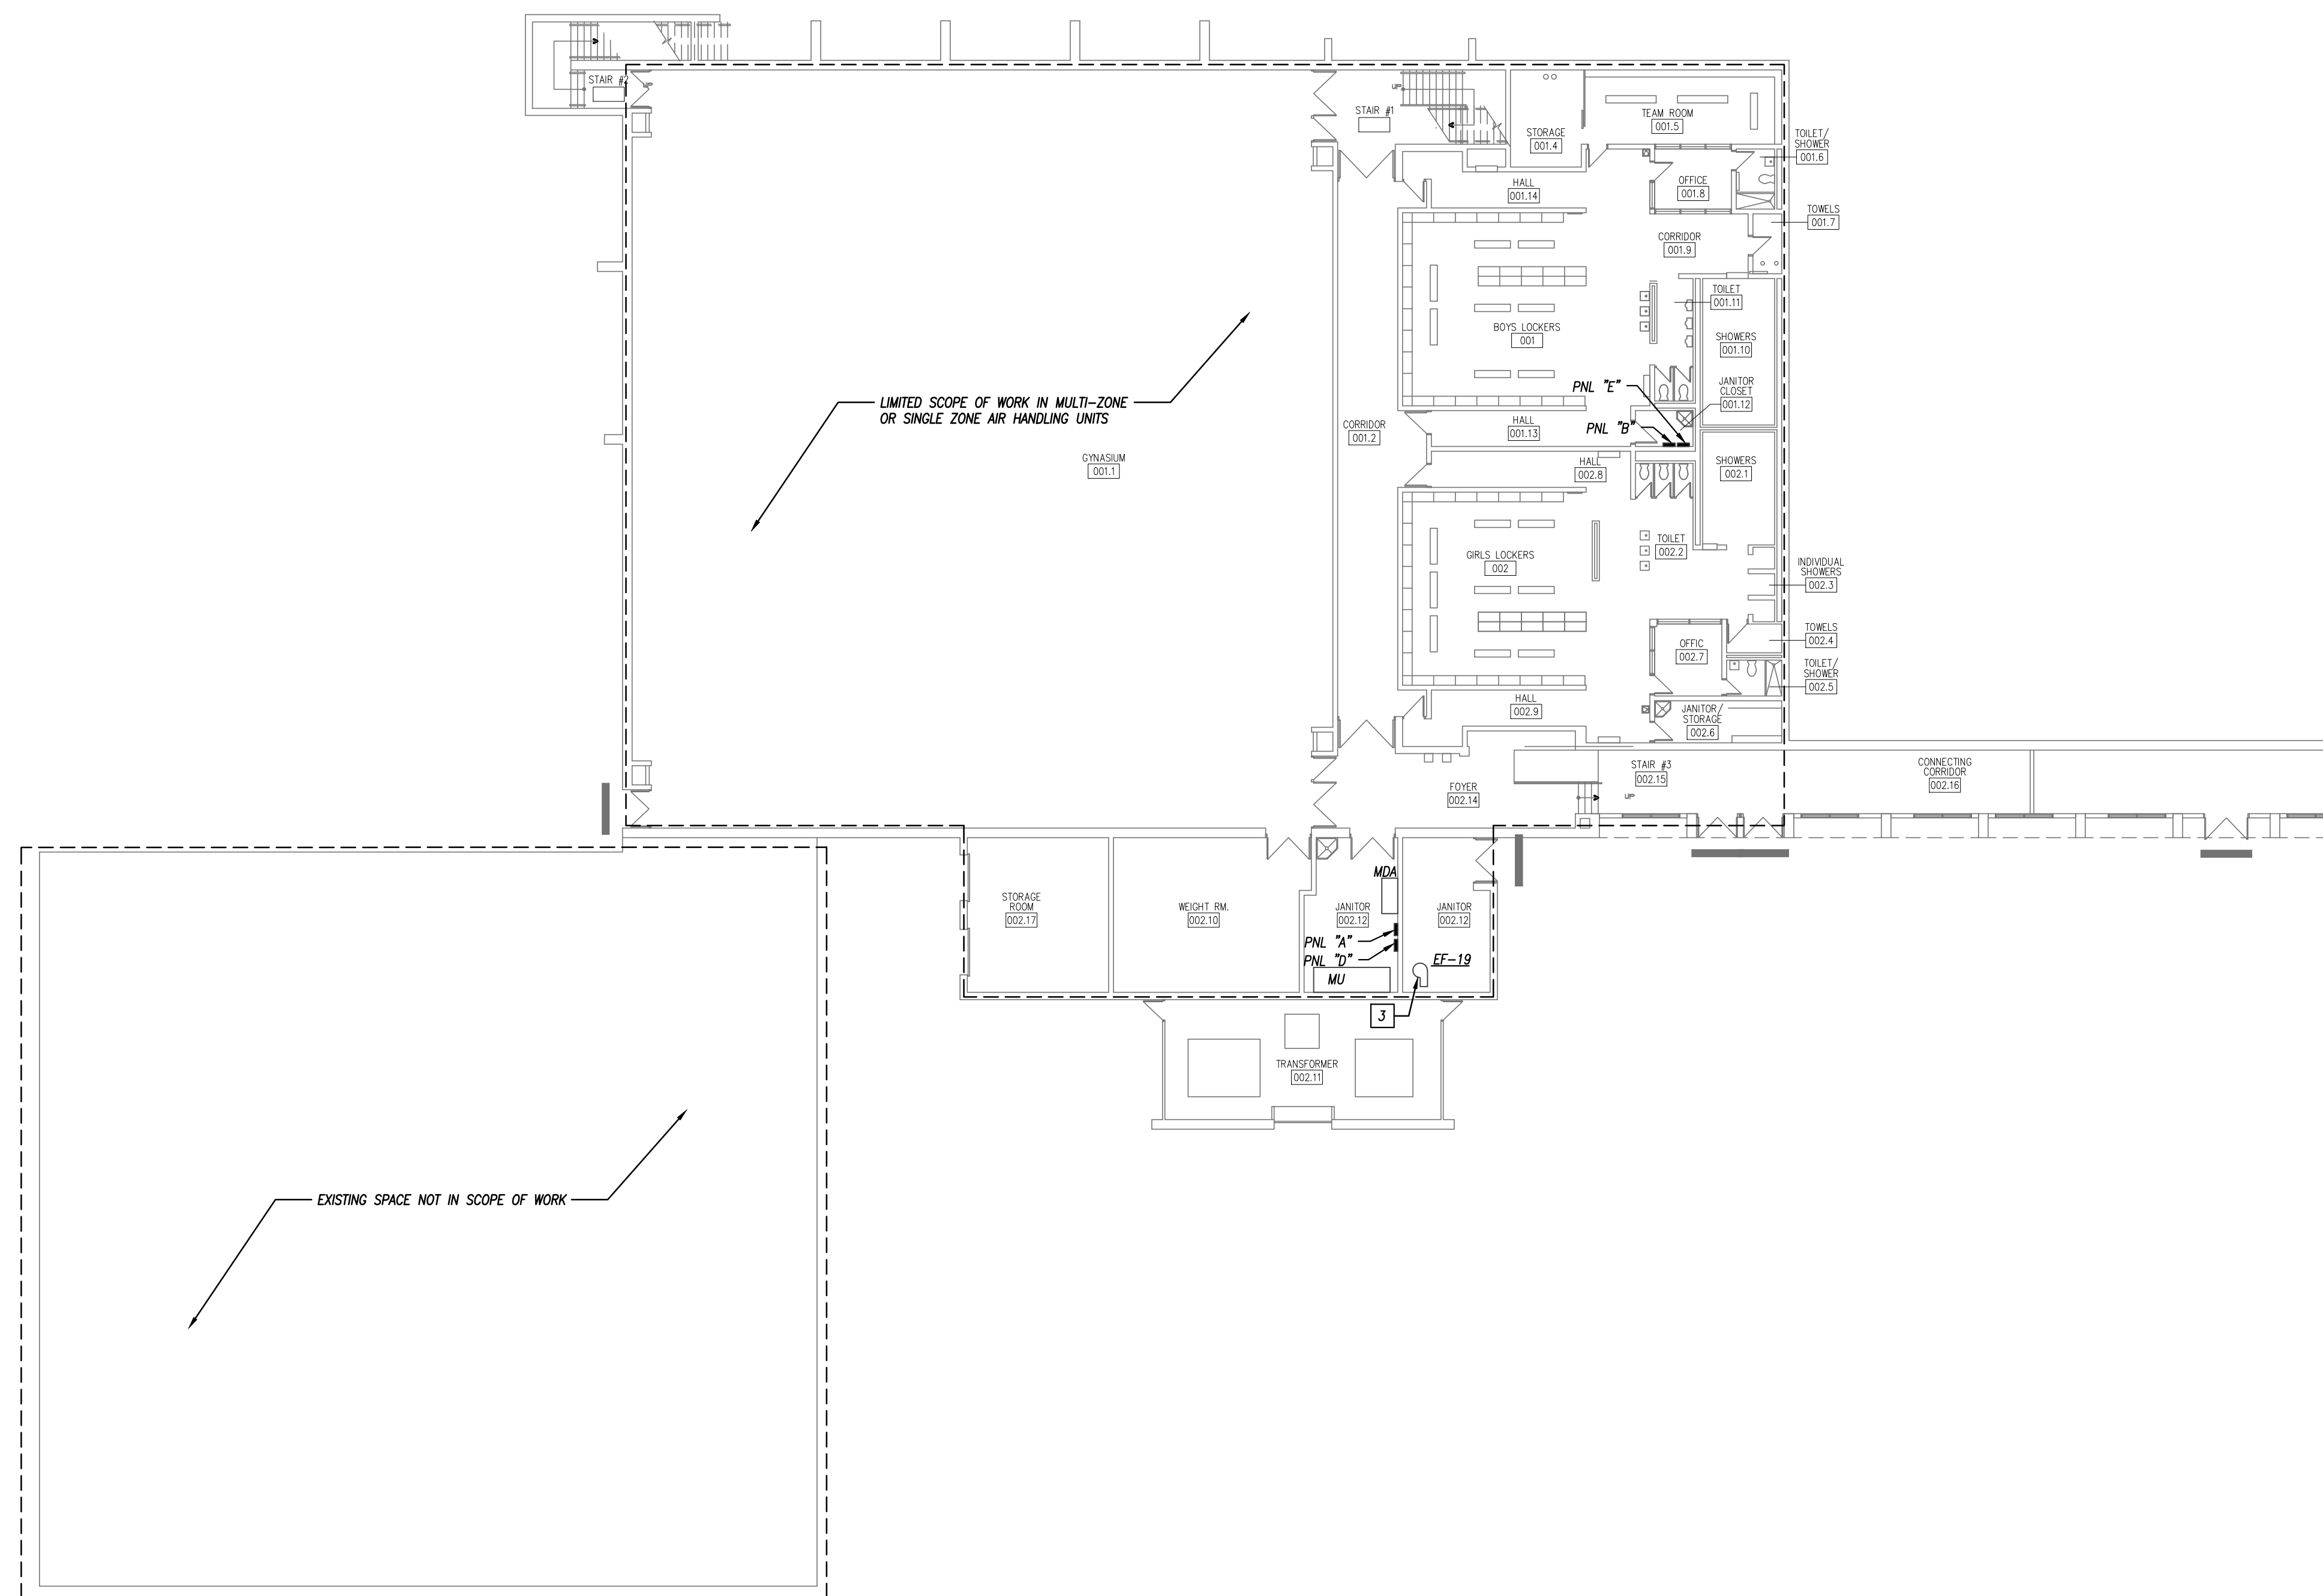 STAIR #2
UP
UP
STAIR #1
STORAGE
001.4
TEAM ROOM
001.5
TOILET/
SHOWER
001.6
HALL
001.14
OFFICE
001.8
TOWELS
001.7
CORRIDOR
001.9
TOILET
001.11
BOYS LOCKERS
001
SHOWERS
001.10
LIMITED SCOPE OF WORK IN MULTI-ZONE
OR SINGLE ZONE AIR HANDLING UNITS
PNL "E"
JANITOR
CLOSET
001.12
CORRIDOR
001.2
HALL
001.13
PNL "B"
GYNASIUM
001.1
HALL
002.8
SHOWERS
002.1
TOILET
002.2
GIRLS LOCKERS
002
INDIVIDUAL
SHOWERS
002.3
OFFIC
002.7
TOWELS
002.4
TOILET/
SHOWER
002.5
HALL
002.9
JANITOR/
STORAGE
002.6
STAIR #3
002.15
UP
CONNECTING
CORRIDOR
002.16
FOYER
002.14
MDA
STORAGE
ROOM
002.17
WEIGHT RM.
002.10
JANITOR
002.12
JANITOR
002.12
PNL "A"
PNL "D"
MU
EF-19
3
TRANSFORMER
002.11
EXISTING SPACE NOT IN SCOPE OF WORK